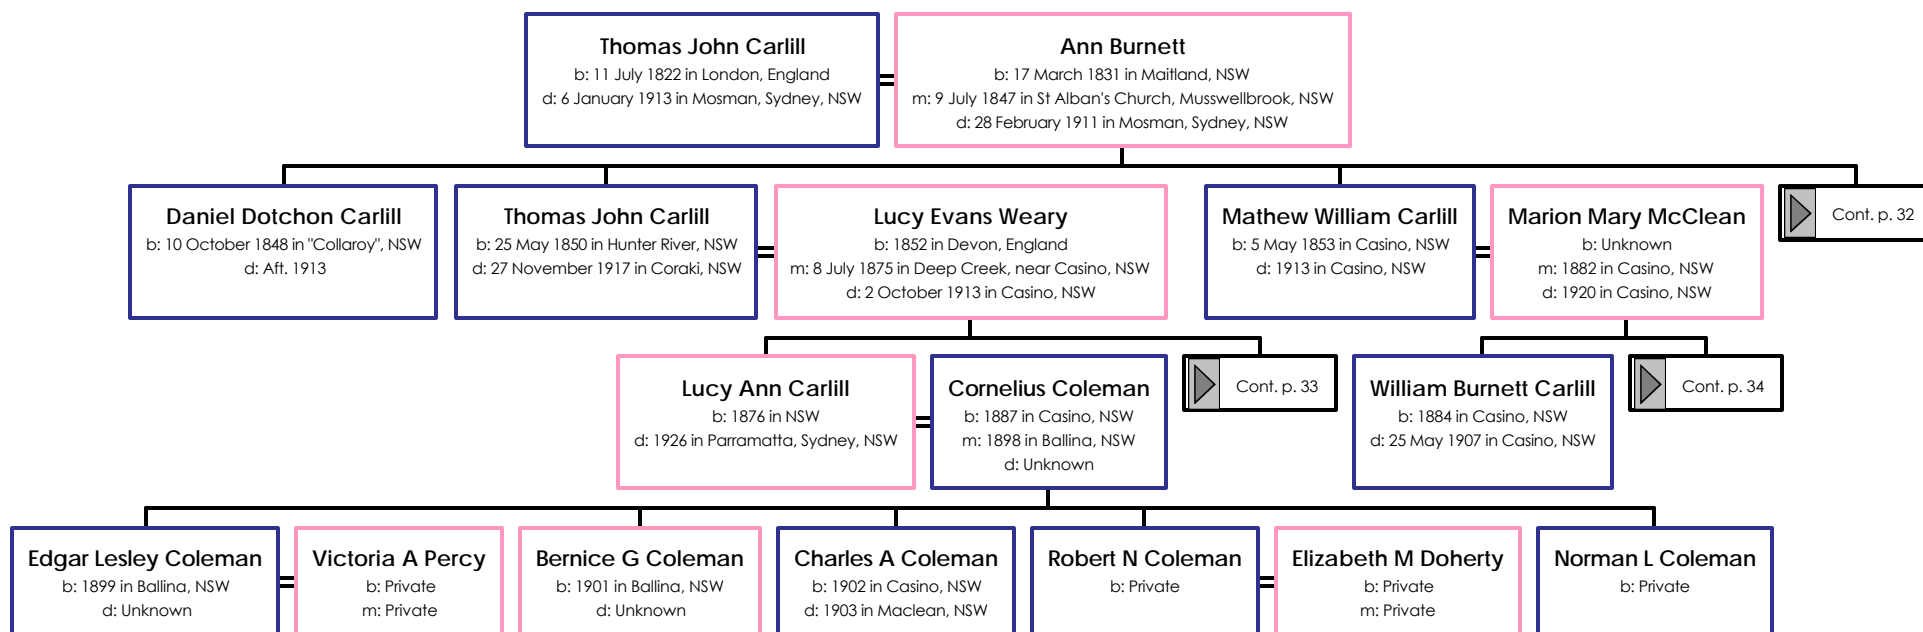 Thomas John Carlill
b: 11 July 1822 in London, England
d: 6 January 1913 in Mosman, Sydney, NSW
Ann Burnett
b: 17 March 1831 in Maitland, NSW
m: 9 July 1847 in St Alban's Church, Musswellbrook, NSW
d: 28 February 1911 in Mosman, Sydney, NSW
Daniel Dotchon Carlill
b: 10 October 1848 in "Collaroy", NSW
d: Aft. 1913
Thomas John Carlill
b: 25 May 1850 in Hunter River, NSW
d: 27 November 1917 in Coraki, NSW
Lucy Evans Weary
b: 1852 in Devon, England
m: 8 July 1875 in Deep Creek, near Casino, NSW
d: 2 October 1913 in Casino, NSW
Mathew William Carlill
b: 5 May 1853 in Casino, NSW
d: 1913 in Casino, NSW
Marion Mary McClean
b: Unknown
m: 1882 in Casino, NSW
d: 1920 in Casino, NSW
Cont. p. 32
Lucy Ann Carlill
b: 1876 in NSW
d: 1926 in Parramatta, Sydney, NSW
Cornelius Coleman
b: 1887 in Casino, NSW
m: 1898 in Ballina, NSW
d: Unknown
Cont. p. 33
William Burnett Carlill
b: 1884 in Casino, NSW
d: 25 May 1907 in Casino, NSW
Cont. p. 34
Edgar Lesley Coleman
b: 1899 in Ballina, NSW
d: Unknown
Victoria A Percy
b: Private
m: Private
Bernice G Coleman
b: 1901 in Ballina, NSW
d: Unknown
Charles A Coleman
b: 1902 in Casino, NSW
d: 1903 in Maclean, NSW
Robert N Coleman
b: Private
Elizabeth M Doherty
b: Private
m: Private
Norman L Coleman
b: Private